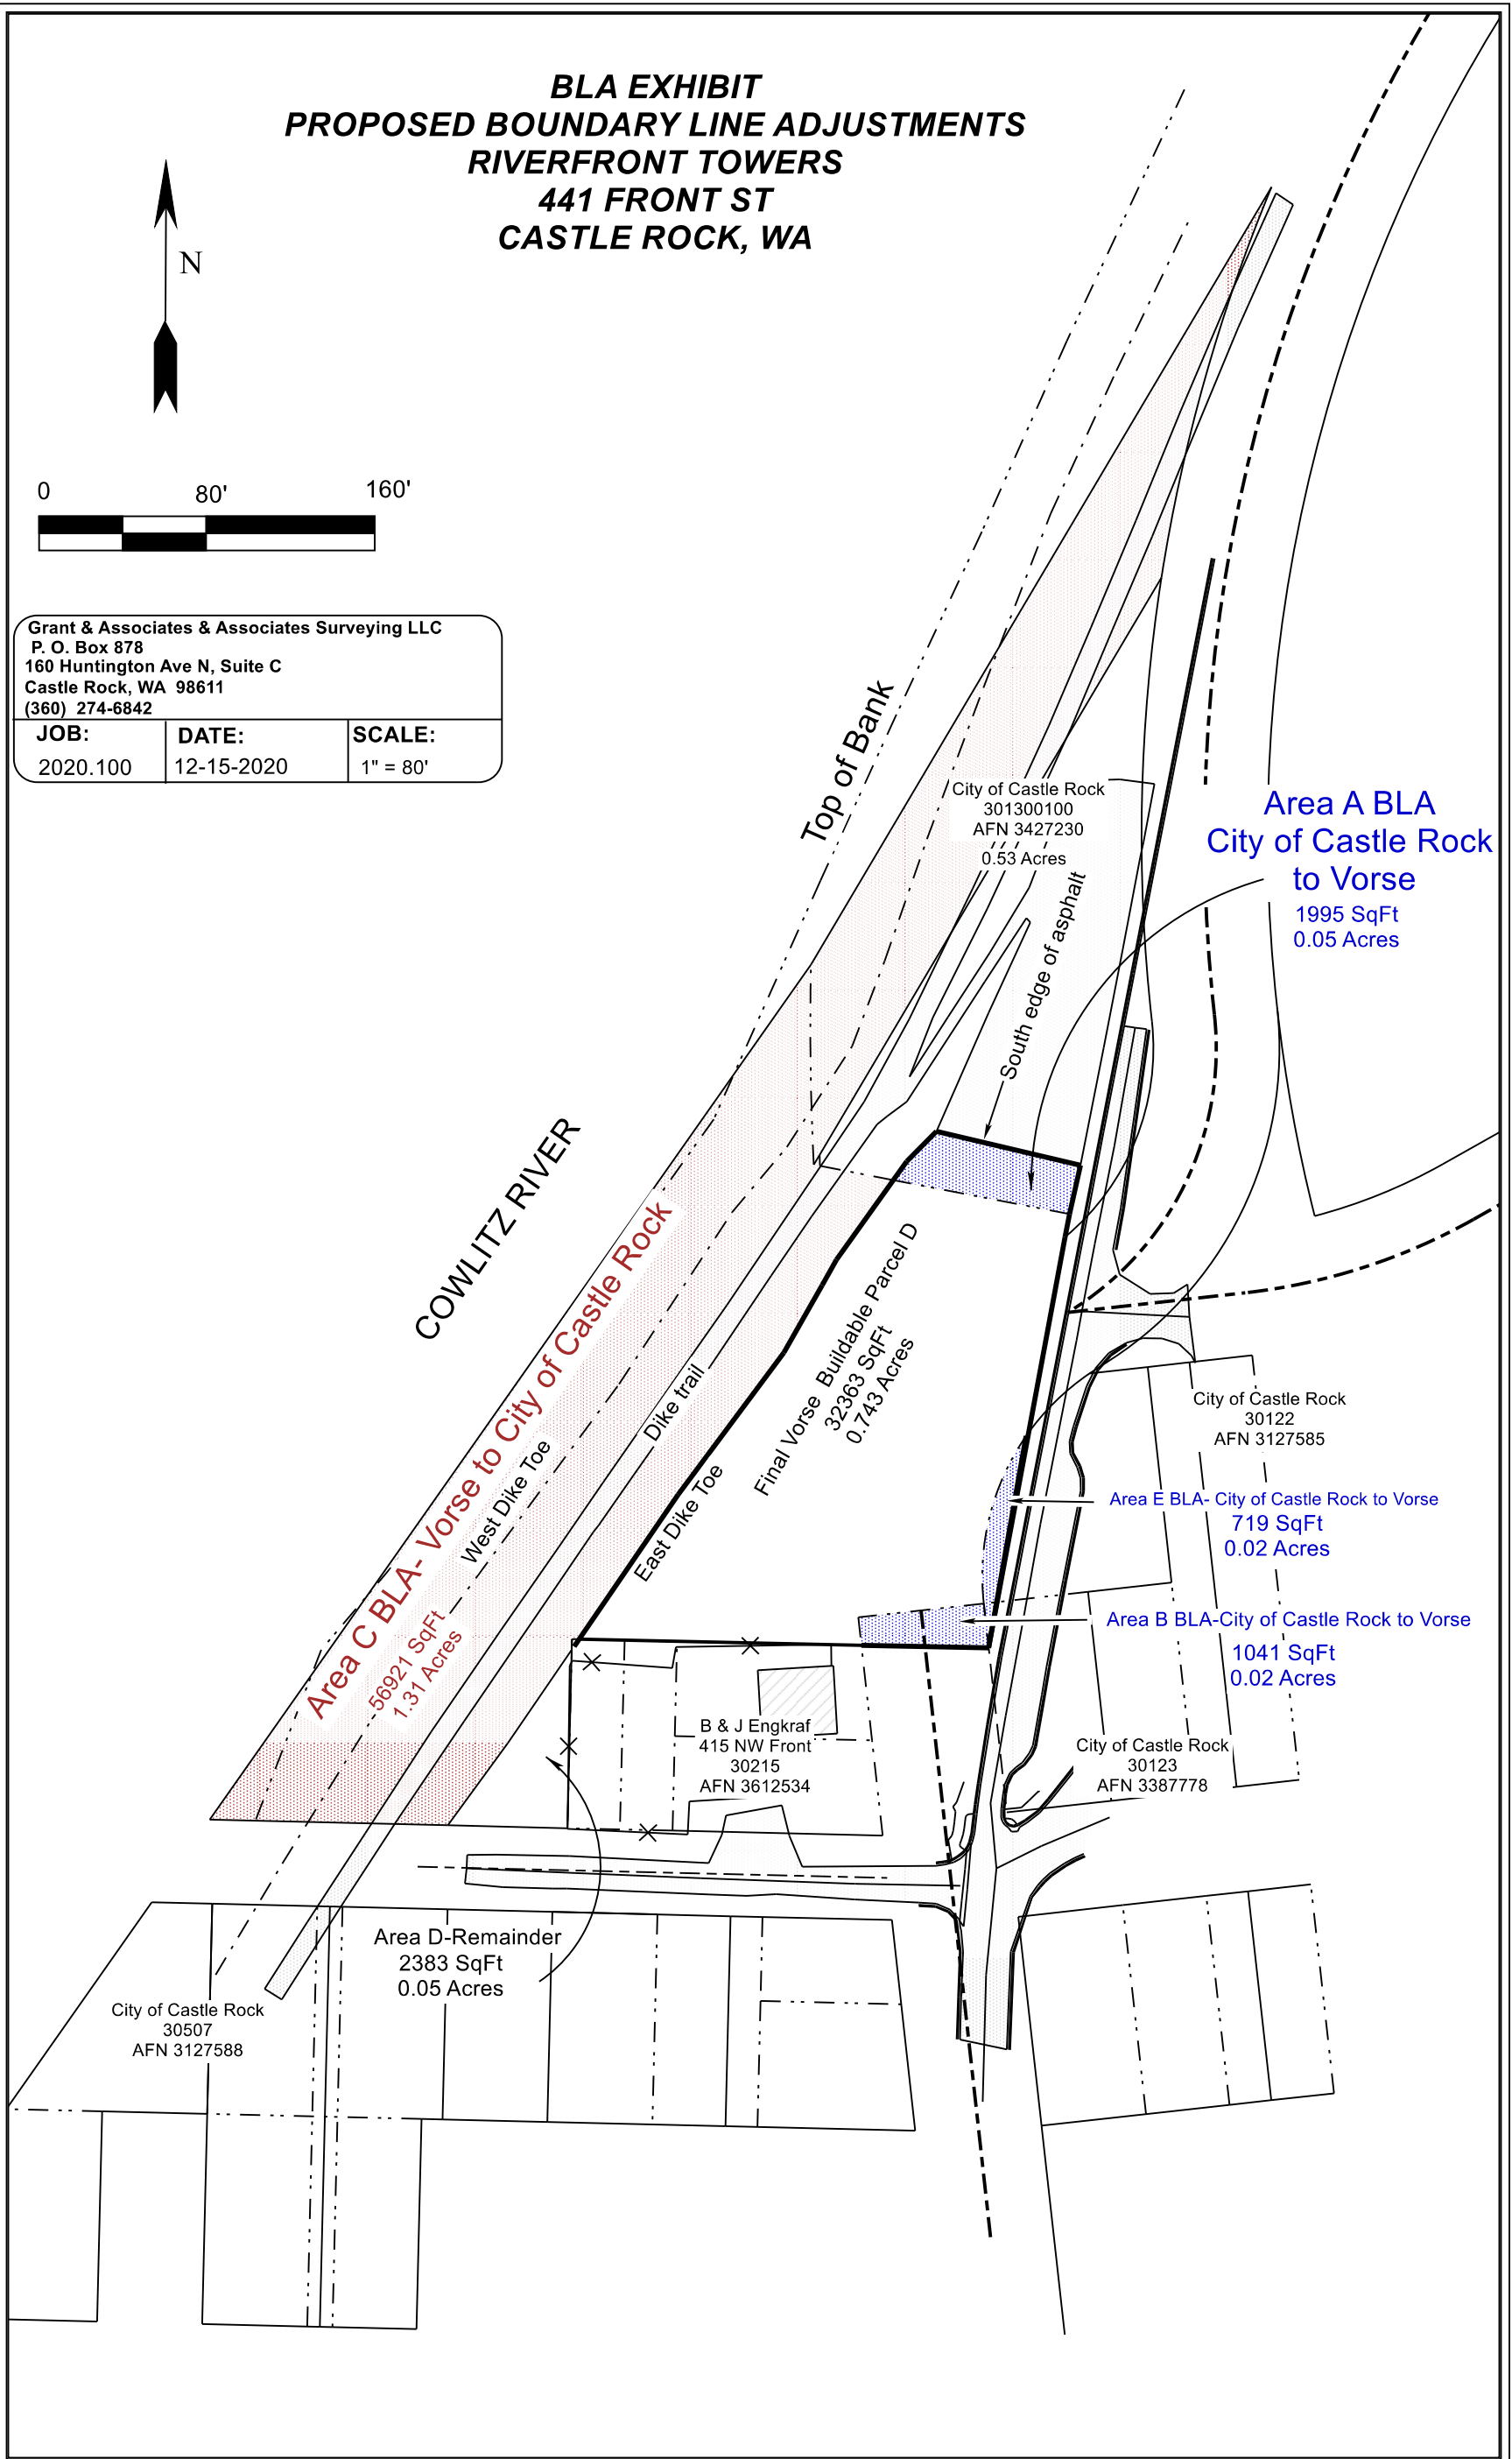 BLA EXHIBIT
PROPOSED BOUNDARY LINE ADJUSTMENTS
RIVERFRONT TOWERS
441 FRONT ST
CASTLE ROCK, WA
N
0 80' 160'
Grant & Associates & Associates Surveying LLC
P. O. Box 878
160 Huntington Ave N, Suite C
Castle Rock, WA 98611
(360) 274-6842
JOB: DATE: SCALE:
2020.100 12-15-2020 1" = 80'
Top of Bank
City of Castle Rock
301300100
AFN 3427230
0.53 Acres
South edge of asphalt
Area A BLA
City of Castle Rock
to Vorse
1995 SqFt
0.05 Acres
COWLITZ RIVER
Area C BLA- Vorse to City of Castle Rock
56921 SqFt
1.31 Acres
West Dike Toe
Dike trail
East Dike Toe
Final Vorse Buildable Parcel D
32363 SqFt
0.743 Acres
City of Castle Rock
30122
AFN 3127585
Area E BLA- City of Castle Rock to Vorse
719 SqFt
0.02 Acres
Area B BLA-City of Castle Rock to Vorse
1041 SqFt
0.02 Acres
B & J Engkraf
415 NW Front
30215
AFN 3612534
City of Castle Rock
30123
AFN 3387778
Area D-Remainder
2383 SqFt
0.05 Acres
City of Castle Rock
30507
AFN 3127588